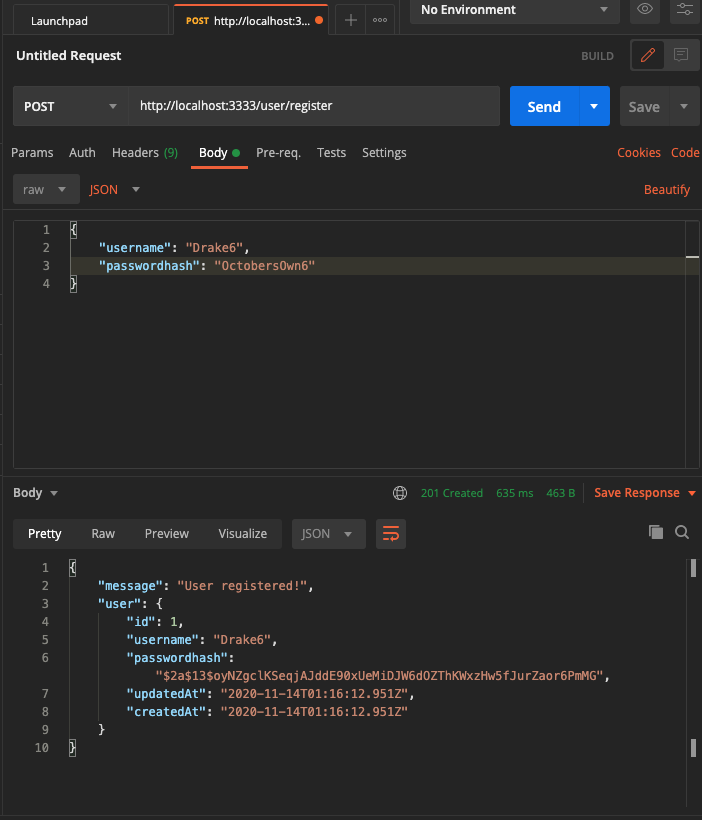 Launchpad
POST http://localhost:3...
No Environment
Untitled Request
BUILD
POST
http://localhost:3333/user/register
Send
Save
Params Auth Headers (9) Body Pre-req. Tests Settings
Cookies Code
raw
JSON
Beautify
1 {
2 "username": "Drake6",
3 "passwordhash": "OctobersOwn6"
4 }
Body
201 Created 635 ms 463 B
Save Response
Pretty Raw Preview Visualize
JSON
1 {
2 "message": "User registered!",
3 "user": {
4 "id": 1,
5 "username": "Drake6",
6 "passwordhash":
"$2a$13$oyNZgclKSeqjAJddE90xUeMiDJW6dOZThKWxzHw5fJurZaor6PmMG",
7 "updatedAt": "2020-11-14T01:16:12.951Z",
8 "createdAt": "2020-11-14T01:16:12.951Z"
9 }
10 }